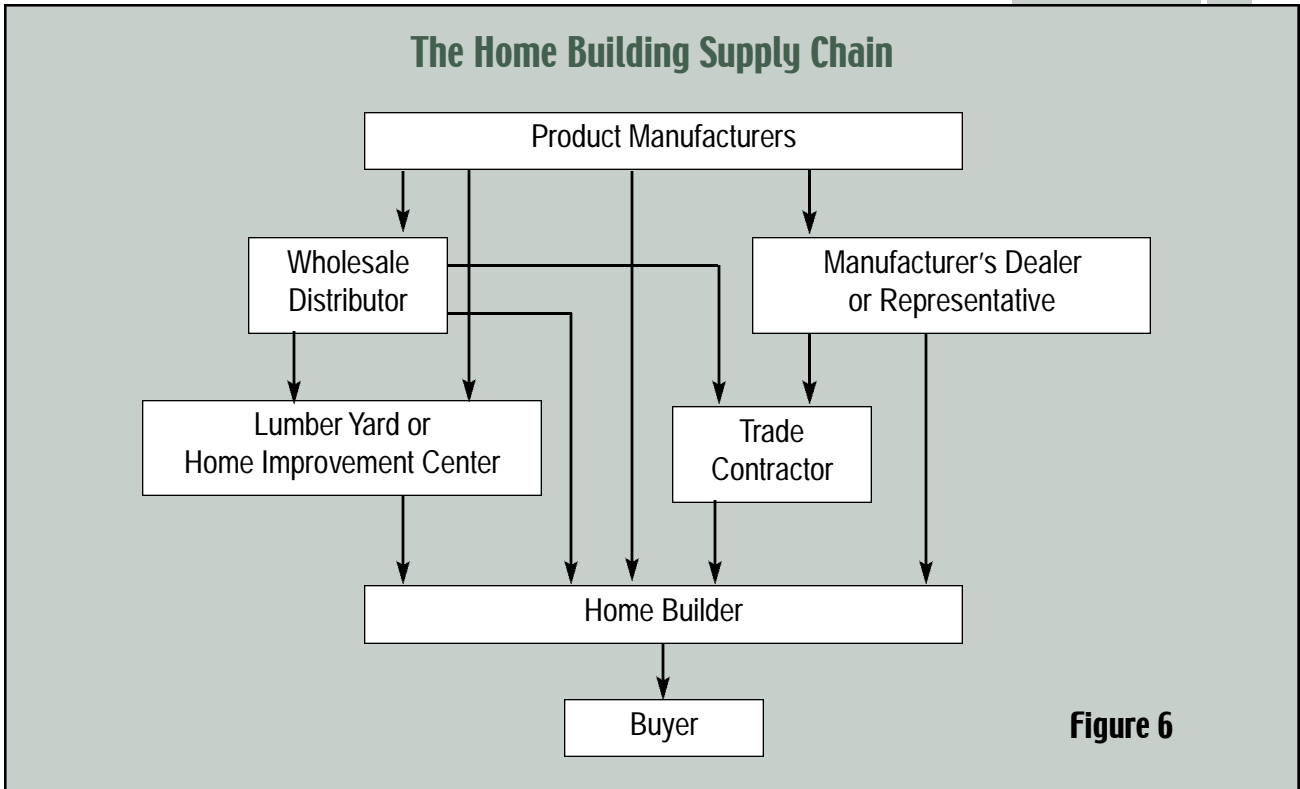 The Home Building Supply Chain
Product Manufacturers
Wholesale
Distributor
Manufacturer's Dealer
or Representative
Lumber Yard or
Home Improvement Center
Trade
Contractor
Home Builder
Buyer
Figure 6